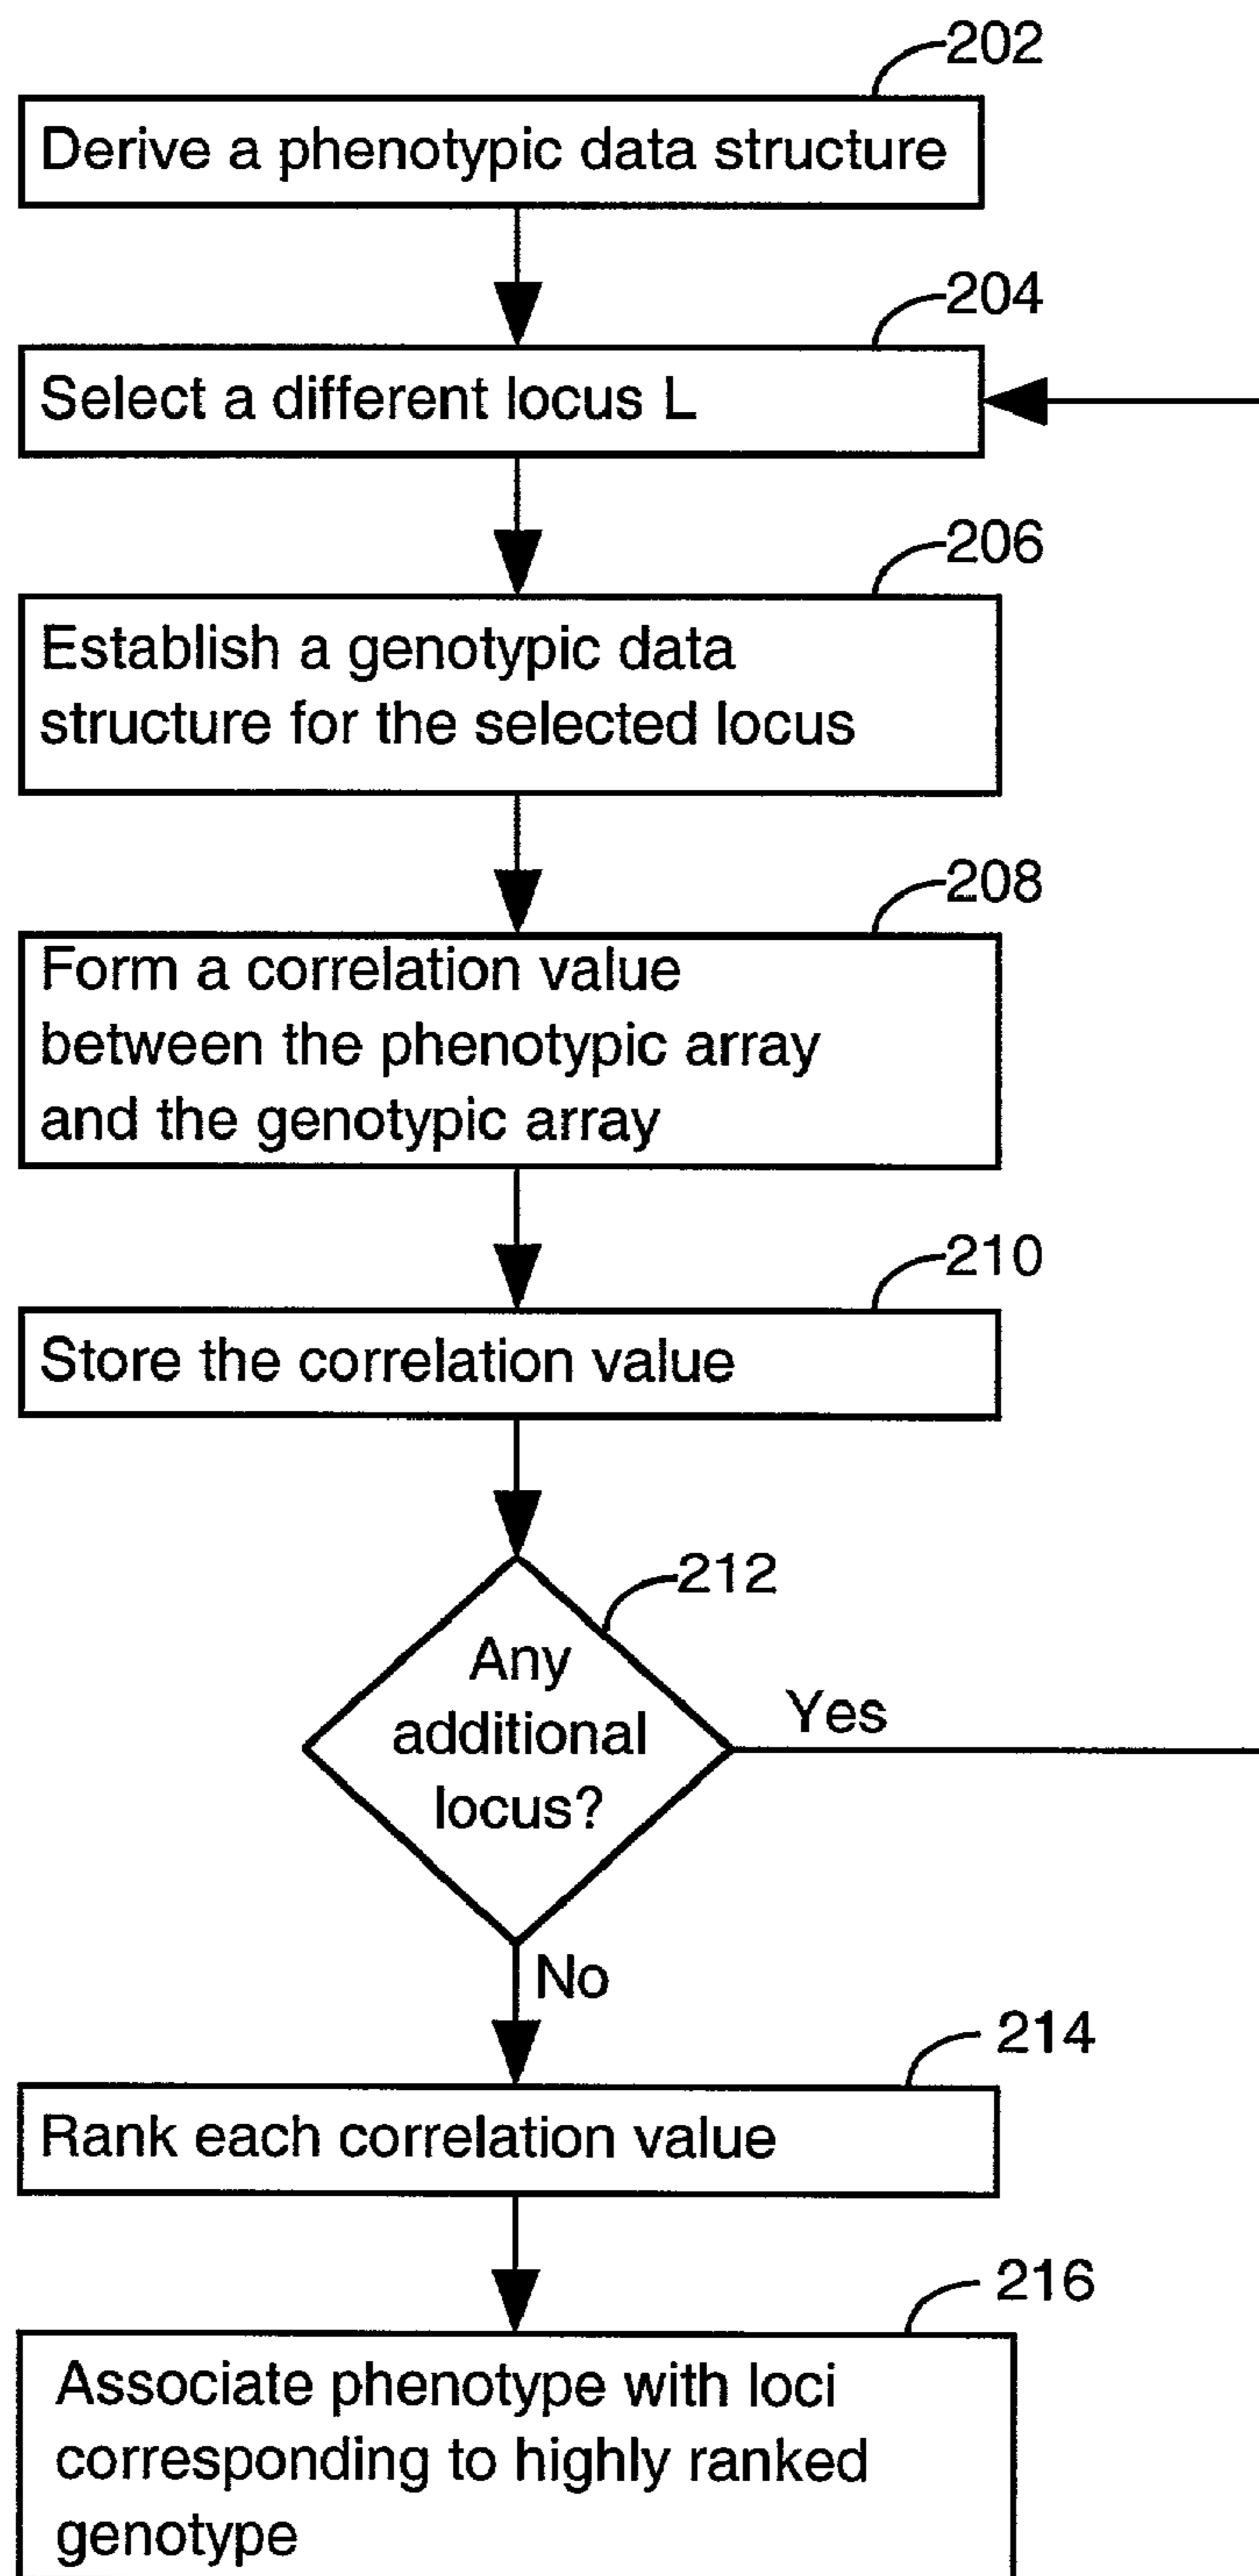 202
Derive a phenotypic data structure
204
Select a different locus L
206
Establish a genotypic data
structure for the selected locus
208
Form a correlation value
between the phenotypic array
and the genotypic array
210
Store the correlation value
212
Any
additional
locus?
Yes
No
214
Rank each correlation value
216
Associate phenotype with loci
corresponding to highly ranked
genotype